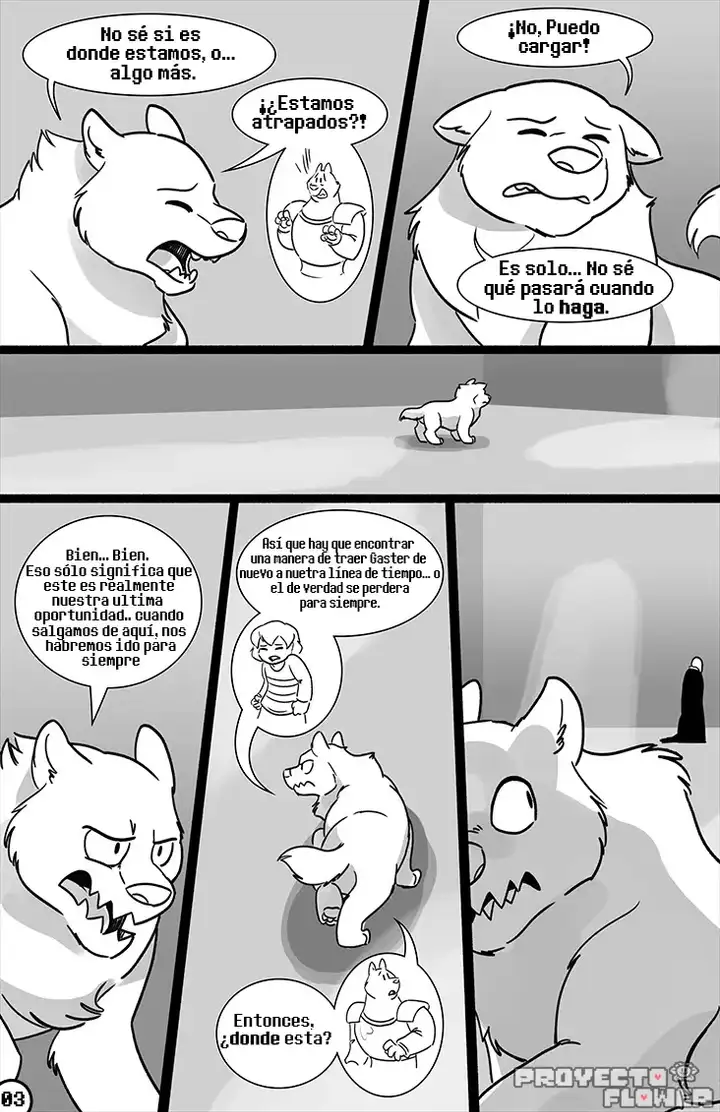 No sé si es
donde estamos, o...
algo más.
¡¿Estamos
atrapados?!
¡No, Puedo
cargar!
Es solo... No sé
qué pasará cuando
lo haga.
Bien... Bien.
Eso sólo significa que
este es realmente
nuestra ultima
oportunidad.. cuando
salgamos de aquí, nos
habremos ido para
siempre
Así que hay que encontrar
una manera de traer Gaster de
nuevo a nuetra línea de tiempo... o
el de verdad se perdera
para siempre.
Entonces,
¿donde esta?
03
PROYECTO
FLOWER